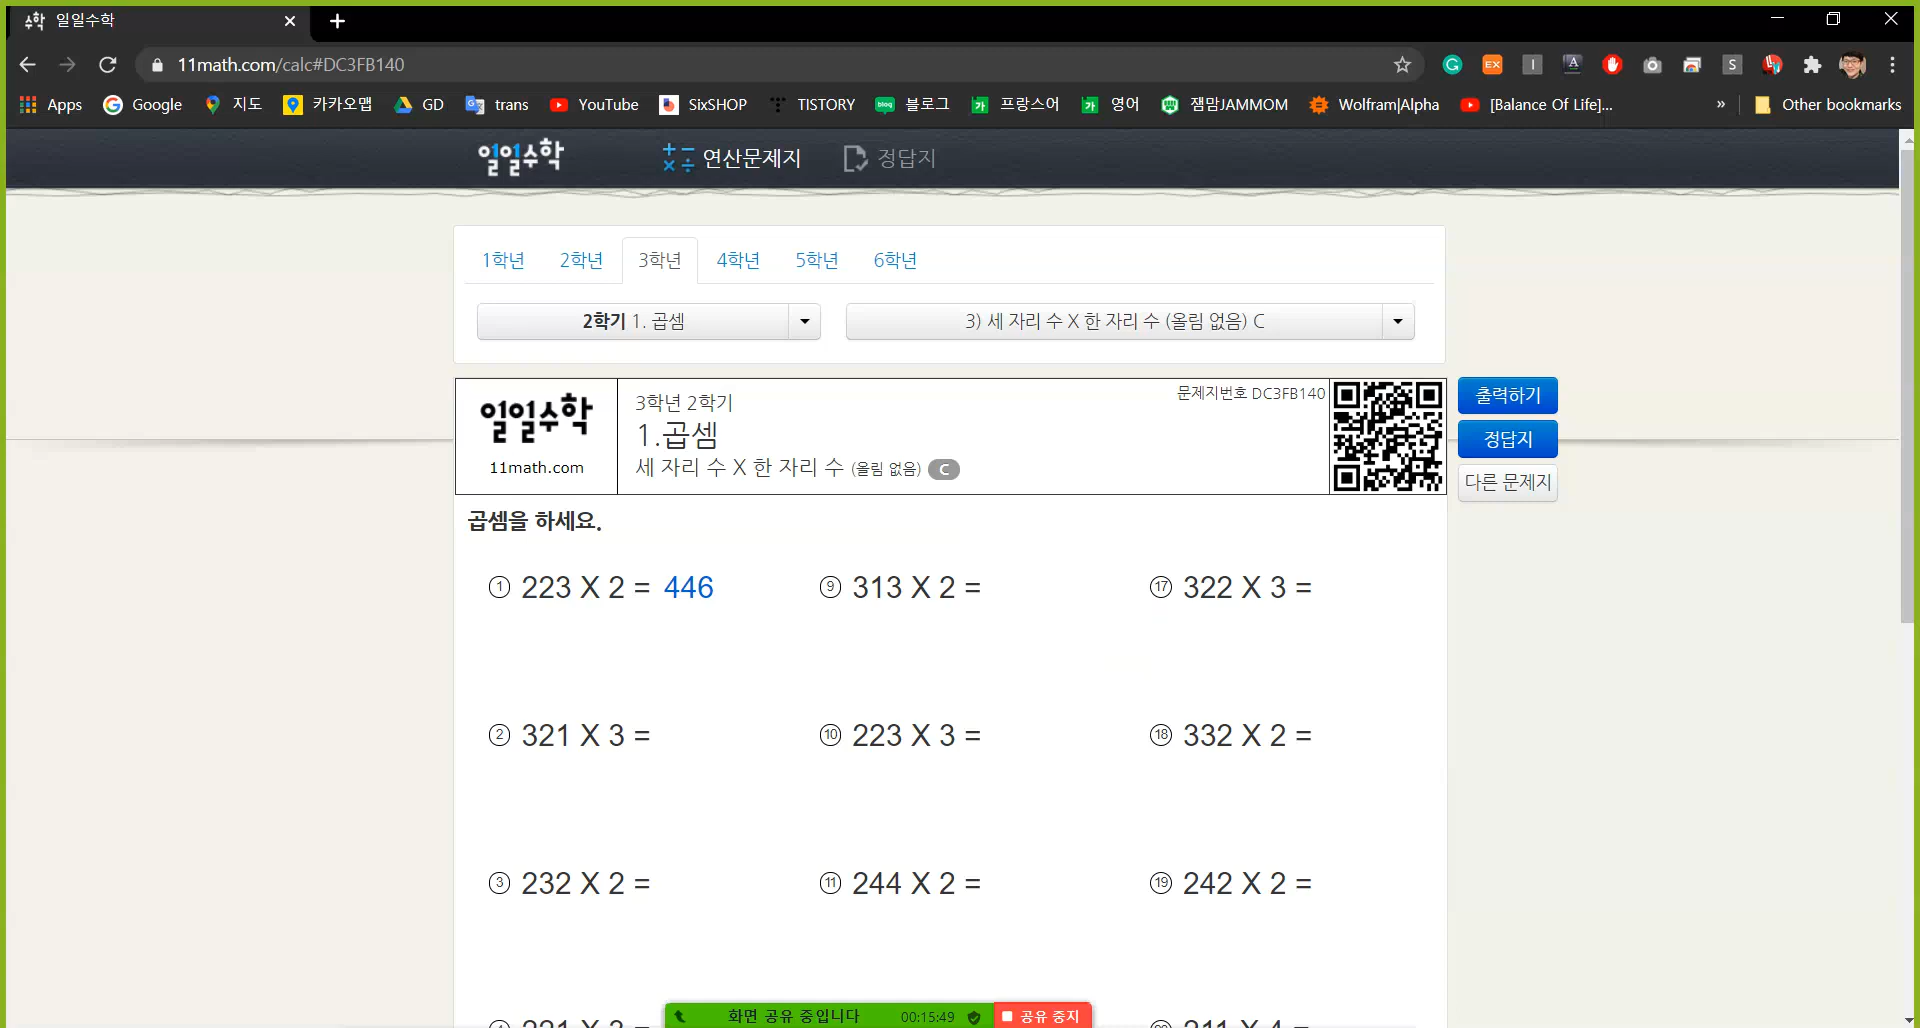 일일수학
11math.com/calc#DC3FB140
Apps Google 지도 카카오맵 GD trans YouTube SixSHOP TISTORY 블로그 프랑스어 영어 잼맘JAMMOM Wolfram|Alpha [Balance Of Life]... » Other bookmarks
일일수학 연산문제지 정답지
1학년 2학년 3학년 4학년 5학년 6학년
2학기 1. 곱셈 3) 세 자리 수 X 한 자리 수 (올림 없음) C
일일수학
11math.com
3학년 2학기
1.곱셈
세 자리 수 X 한 자리 수 (올림 없음) C
문제지번호 DC3FB140
출력하기
정답지
다른 문제지
곱셈을 하세요.
① 223 X 2 = 446 ⑨ 313 X 2 = ⑰ 322 X 3 =
② 321 X 3 = ⑩ 223 X 3 = ⑱ 332 X 2 =
③ 232 X 2 = ⑪ 244 X 2 = ⑲ 242 X 2 =
화면 공유 중입니다 00:15:49 공유 중지